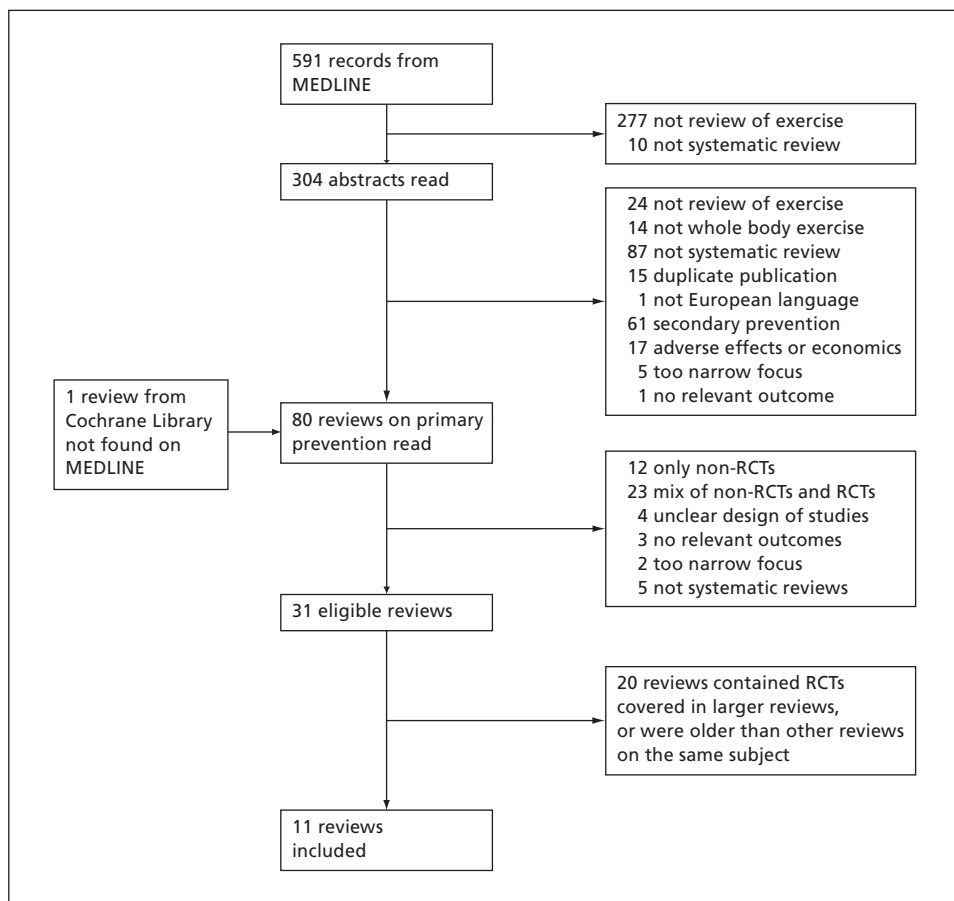 591 records from
MEDLINE
277 not review of exercise
10 not systematic review
304 abstracts read
24 not review of exercise
14 not whole body exercise
87 not systematic review
15 duplicate publication
1 not European language
61 secondary prevention
17 adverse effects or economics
5 too narrow focus
1 no relevant outcome
1 review from
Cochrane Library
not found on
MEDLINE
80 reviews on primary
prevention read
12 only non-RCTs
23 mix of non-RCTs and RCTs
4 unclear design of studies
3 no relevant outcomes
2 too narrow focus
5 not systematic reviews
31 eligible reviews
20 reviews contained RCTs
covered in larger reviews,
or were older than other reviews
on the same subject
11 reviews
included